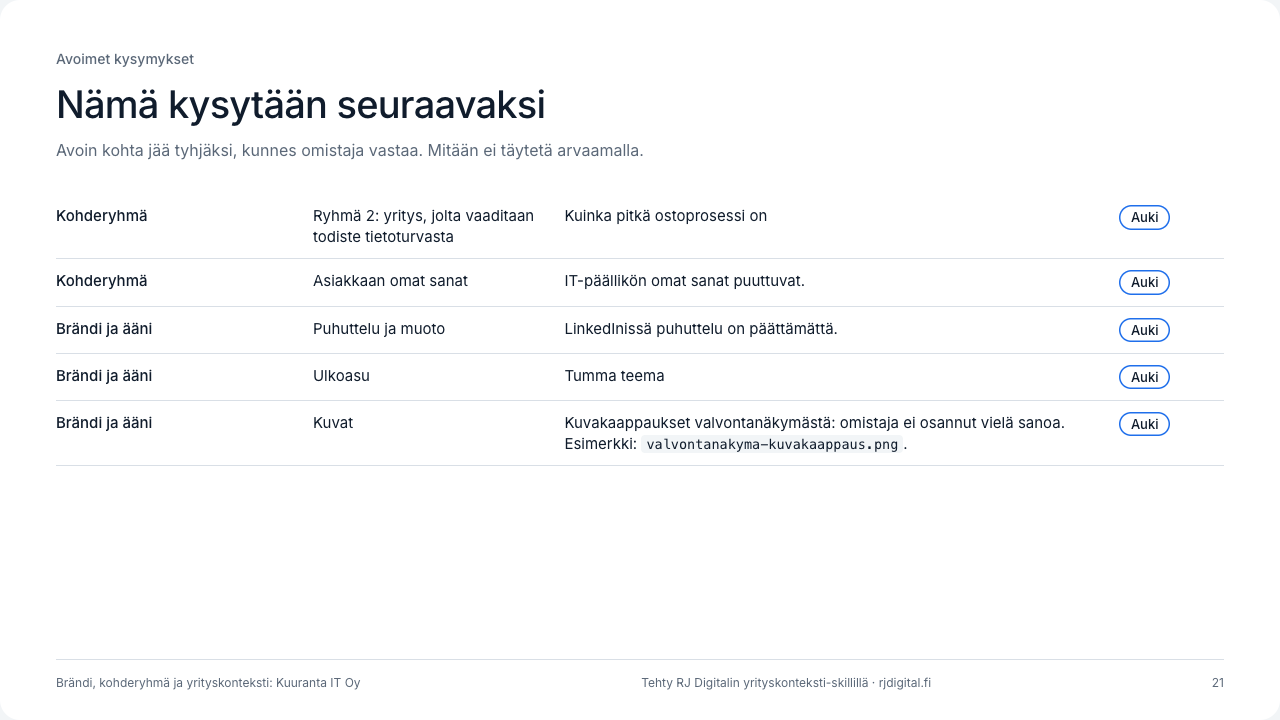 Avoimet kysymykset
Nämä kysytään seuraavaksi
Avoin kohta jää tyhjäksi, kunnes omistaja vastaa. Mitään ei täytetä arvaamalla.
Kohderyhmä
Ryhmä 2: yritys, jolta vaaditaan
todiste tietoturvasta
Kuinka pitkä ostoprosessi on
Auki
Kohderyhmä
Asiakkaan omat sanat
IT-päällikön omat sanat puuttuvat.
Auki
Brändi ja ääni
Puhuttelu ja muoto
LinkedInissä puhuttelu on päättämättä.
Auki
Brändi ja ääni
Ulkoasu
Tumma teema
Auki
Brändi ja ääni
Kuvat
Kuvakaappaukset valvontanäkymästä: omistaja ei osannut vielä sanoa.
Esimerkki: valvontanakyma-kuvakaappaus.png.
Auki
Brändi, kohderyhmä ja yrityskonteksti: Kuuranta IT Oy
Tehty RJ Digitalin yrityskonteksti-skillillä · rjdigital.fi
21